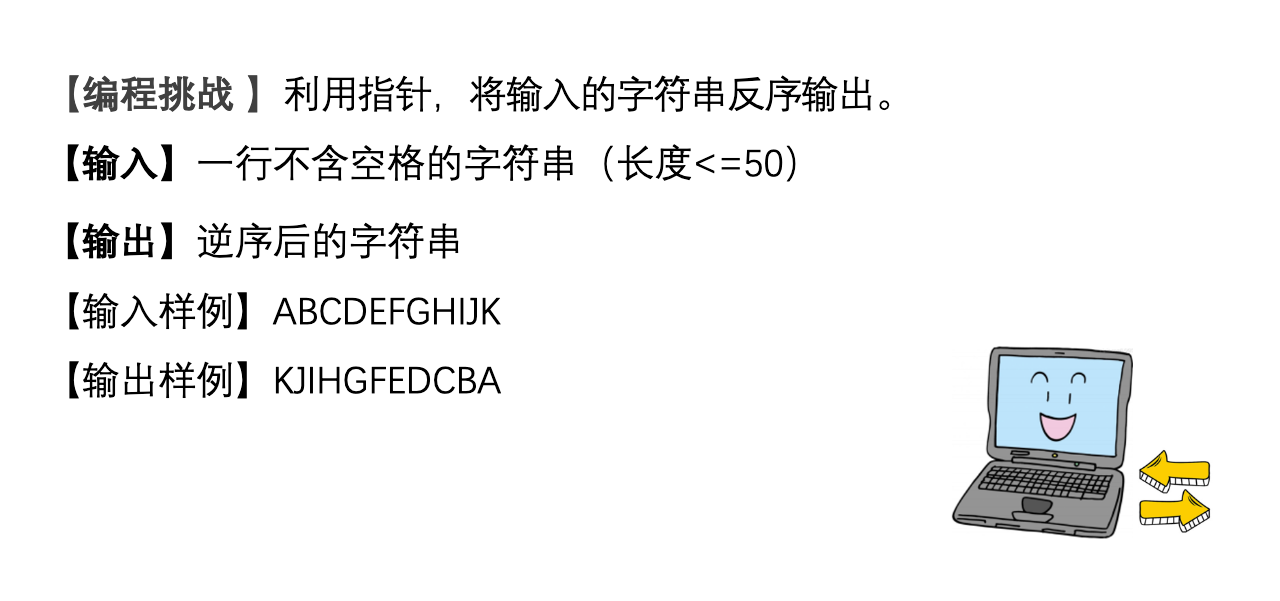 【编程挑战 】利用指针，将输入的字符串反序输出。
【输入】一行不含空格的字符串（长度<=50）
【输出】逆序后的字符串
【输入样例】ABCDEFGHIJK
【输出样例】KJIHGFEDCBA